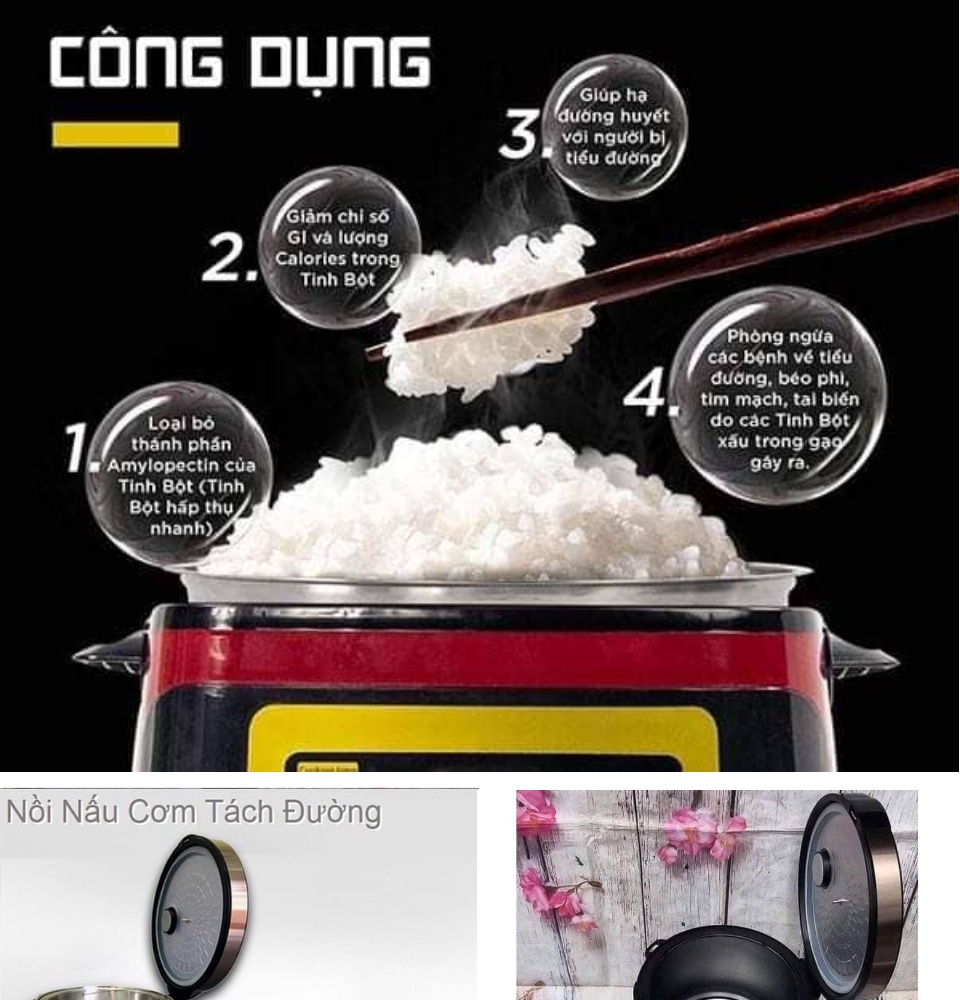 CÔNG DỤNG
3.
Giúp hạ
đường huyết
với người bị
tiểu đường
2.
Giảm chỉ số
GI và lượng
Calories trong
Tinh Bột
4.
Phòng ngừa
các bệnh về tiểu
đường, béo phì,
tim mạch, tai biến
do các Tinh Bột
xấu trong gạo
gây ra.
1.
Loại bỏ
thành phần
Amylopectin của
Tinh Bột (Tinh
Bột hấp thụ
nhanh)
Nồi Nấu Cơm Tách Đường